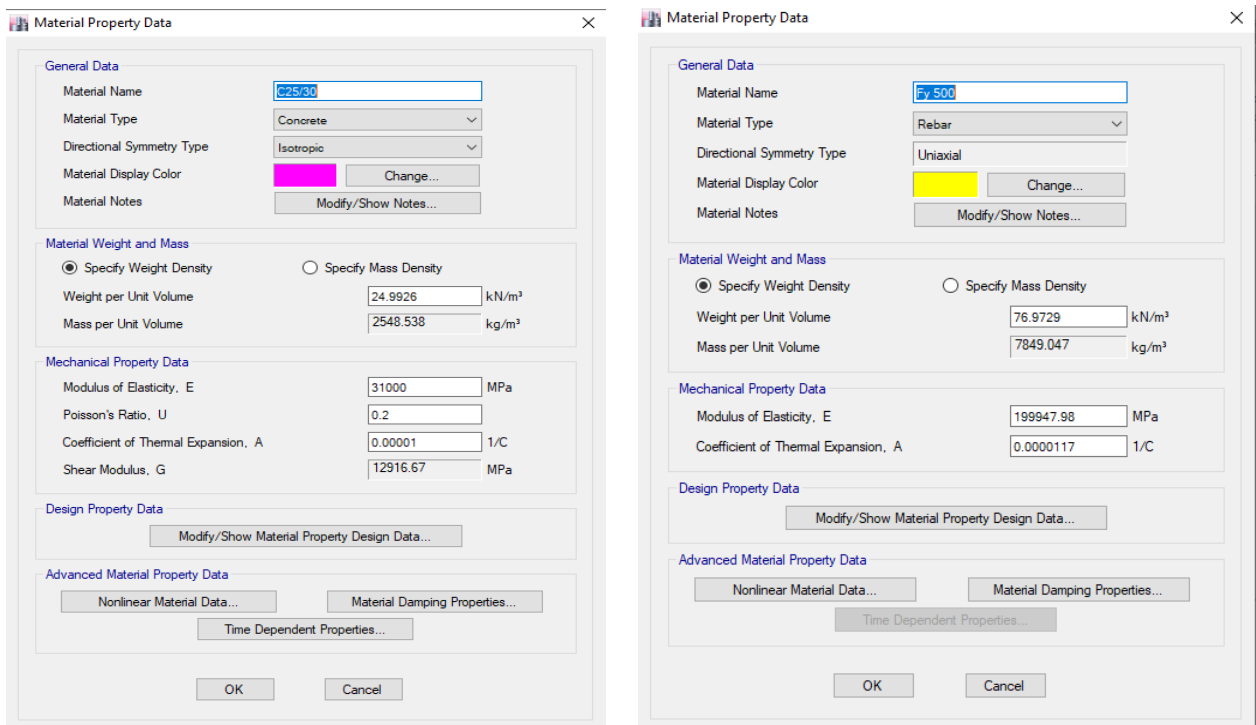 Material Property Data
General Data
Material Name C25/30
Material Type Concrete
Directional Symmetry Type Isotropic
Material Display Color Change...
Material Notes Modify/Show Notes...
Material Weight and Mass
Specify Weight Density Specify Mass Density
Weight per Unit Volume 24.9926 kN/m³
Mass per Unit Volume 2548.538 kg/m³
Mechanical Property Data
Modulus of Elasticity, E 31000 MPa
Poisson's Ratio, U 0.2
Coefficient of Thermal Expansion, A 0.00001 1/C
Shear Modulus, G 12916.67 MPa
Design Property Data
Modify/Show Material Property Design Data...
Advanced Material Property Data
Nonlinear Material Data... Material Damping Properties...
Time Dependent Properties...
OK Cancel
Material Property Data
General Data
Material Name Fy 500
Material Type Rebar
Directional Symmetry Type Uniaxial
Material Display Color Change...
Material Notes Modify/Show Notes...
Material Weight and Mass
Specify Weight Density Specify Mass Density
Weight per Unit Volume 76.9729 kN/m³
Mass per Unit Volume 7849.047 kg/m³
Mechanical Property Data
Modulus of Elasticity, E 199947.98 MPa
Coefficient of Thermal Expansion, A 0.0000117 1/C
Design Property Data
Modify/Show Material Property Design Data...
Advanced Material Property Data
Nonlinear Material Data... Material Damping Properties...
Time Dependent Properties...
OK Cancel